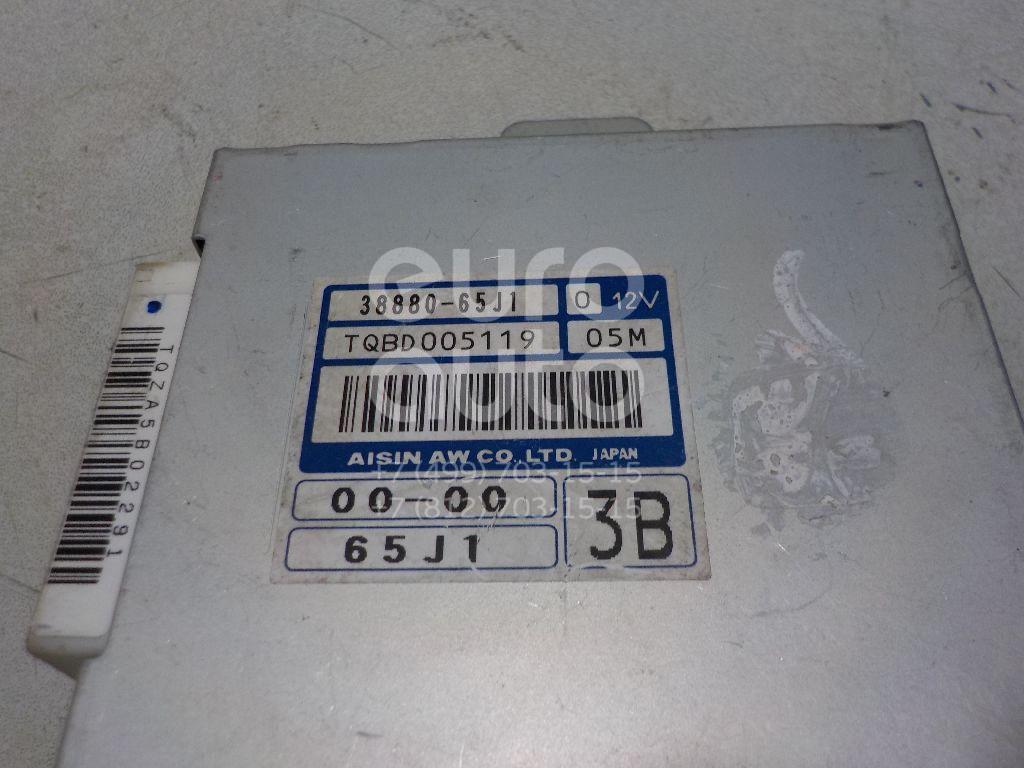 38880-65J1 0 12V
TQBD005119 05M
AISIN AW CO., LTD. JAPAN
00-00
65J1 3B
TQZA5B02291
euro
auto
+7 (499) 703-15-15
+7 (812) 703-15-15